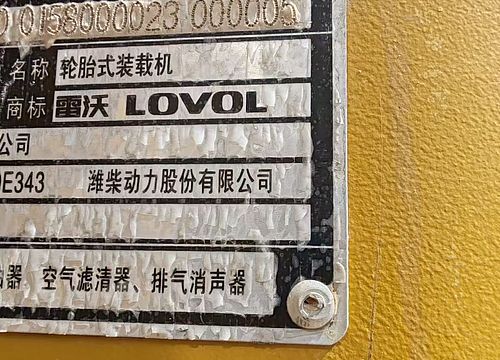 0 0158000023 000005
名称 轮胎式装载机
商标 雷沃 LOVOL
公司
E343 潍柴动力股份有限公司
器、空气滤清器、排气消声器